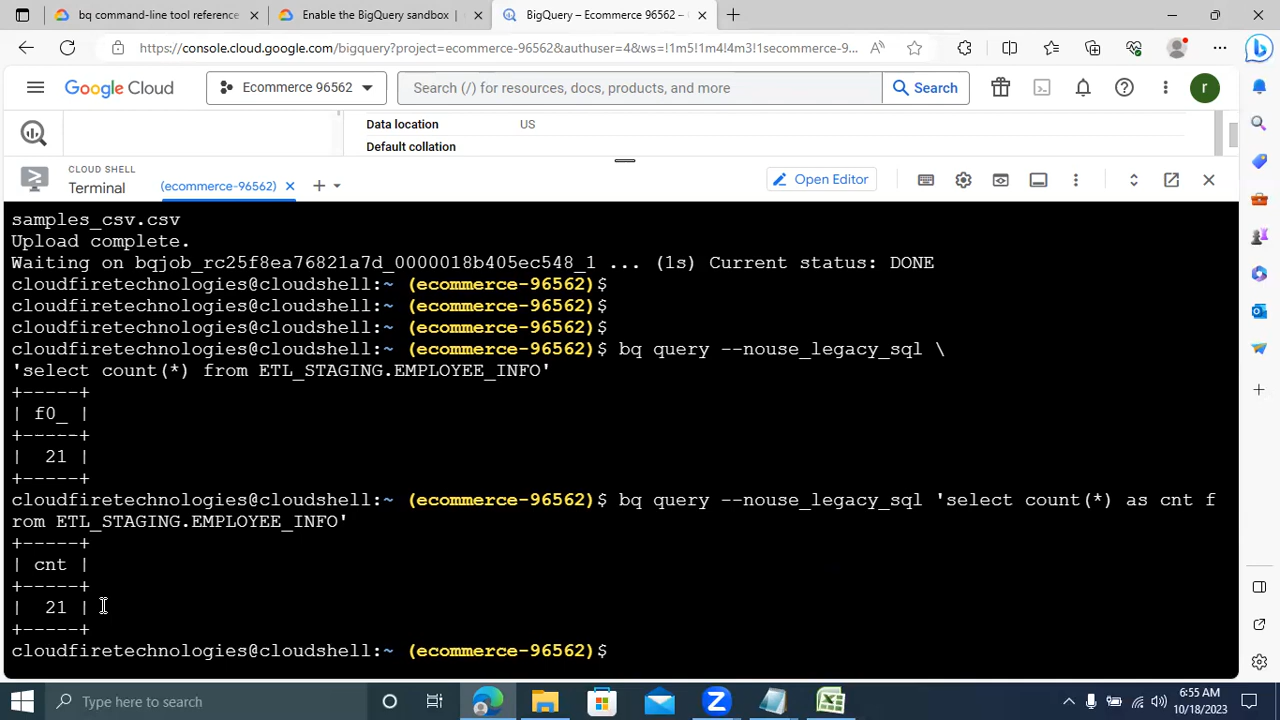 bq command-line tool reference
Enable the BigQuery sandbox |
BigQuery – Ecommerce 96562 –
https://console.cloud.google.com/bigquery?project=ecommerce-96562&authuser=4&ws=!1m5!1m4!4m3!1secommerce-9...
Google Cloud
Ecommerce 96562
Search (/) for resources, docs, products, and more
Search
r
Data location US
Default collation
CLOUD SHELL
Terminal
(ecommerce-96562)
Open Editor
samples_csv.csv
Upload complete.
Waiting on bqjob_rc25f8ea76821a7d_0000018b405ec548_1 ... (1s) Current status: DONE
cloudfiretechnologies@cloudshell:~ (ecommerce-96562)$
cloudfiretechnologies@cloudshell:~ (ecommerce-96562)$
cloudfiretechnologies@cloudshell:~ (ecommerce-96562)$
cloudfiretechnologies@cloudshell:~ (ecommerce-96562)$ bq query --nouse_legacy_sql \
'select count(*) from ETL_STAGING.EMPLOYEE_INFO'
+-----+
| f0_ |
+-----+
|  21 |
+-----+
cloudfiretechnologies@cloudshell:~ (ecommerce-96562)$ bq query --nouse_legacy_sql 'select count(*) as cnt f
rom ETL_STAGING.EMPLOYEE_INFO'
+-----+
| cnt |
+-----+
|  21 |
+-----+
cloudfiretechnologies@cloudshell:~ (ecommerce-96562)$
Type here to search
6:55 AM
10/18/2023